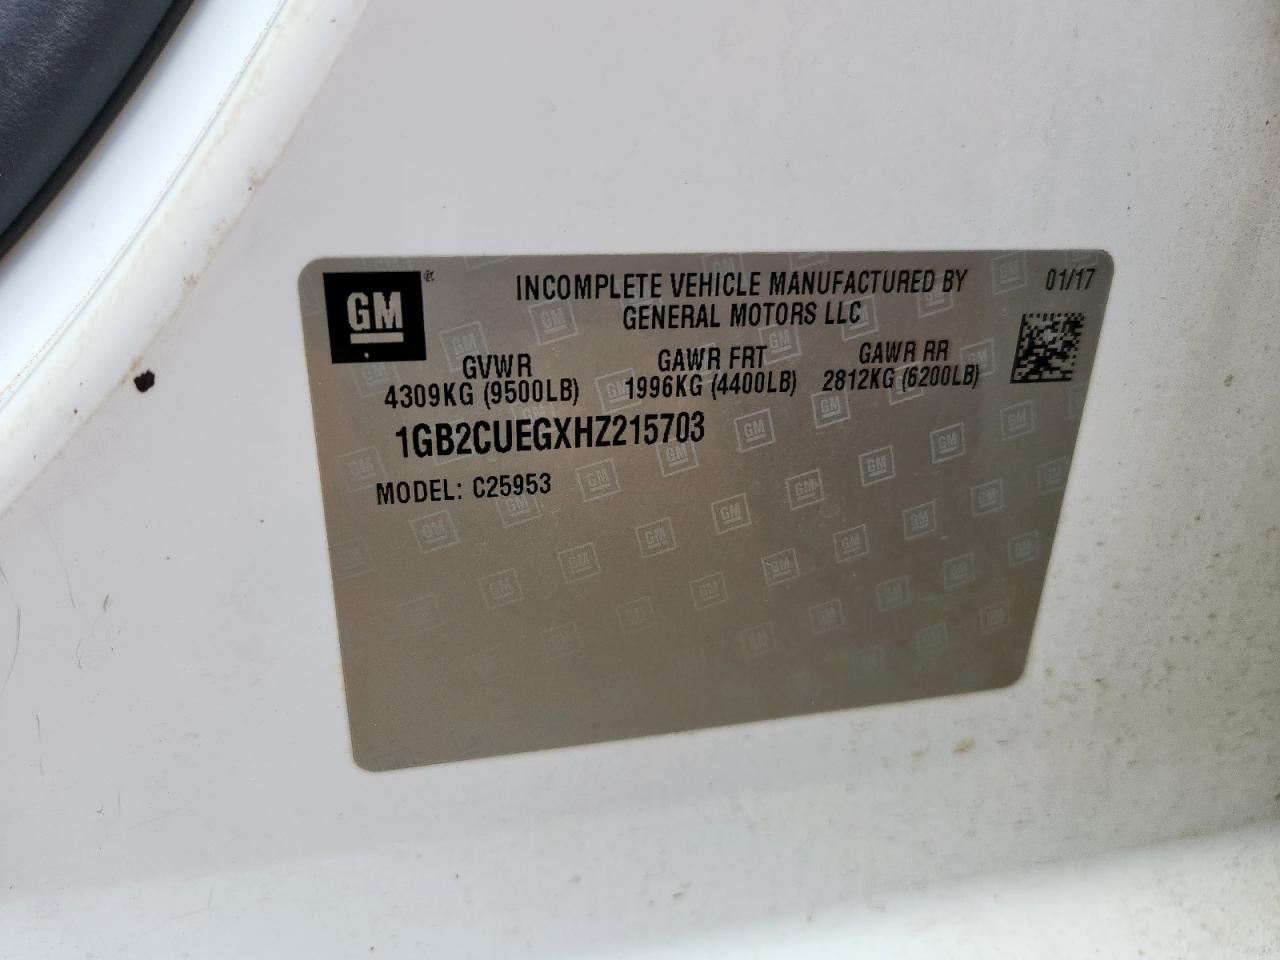 GM
INCOMPLETE VEHICLE MANUFACTURED BY
GENERAL MOTORS LLC
01/17
GVWR
4309KG (9500LB)
GAWR FRT
1996KG (4400LB)
GAWR RR
2812KG (6200LB)
1GB2CUEGXHZ215703
MODEL: C25953